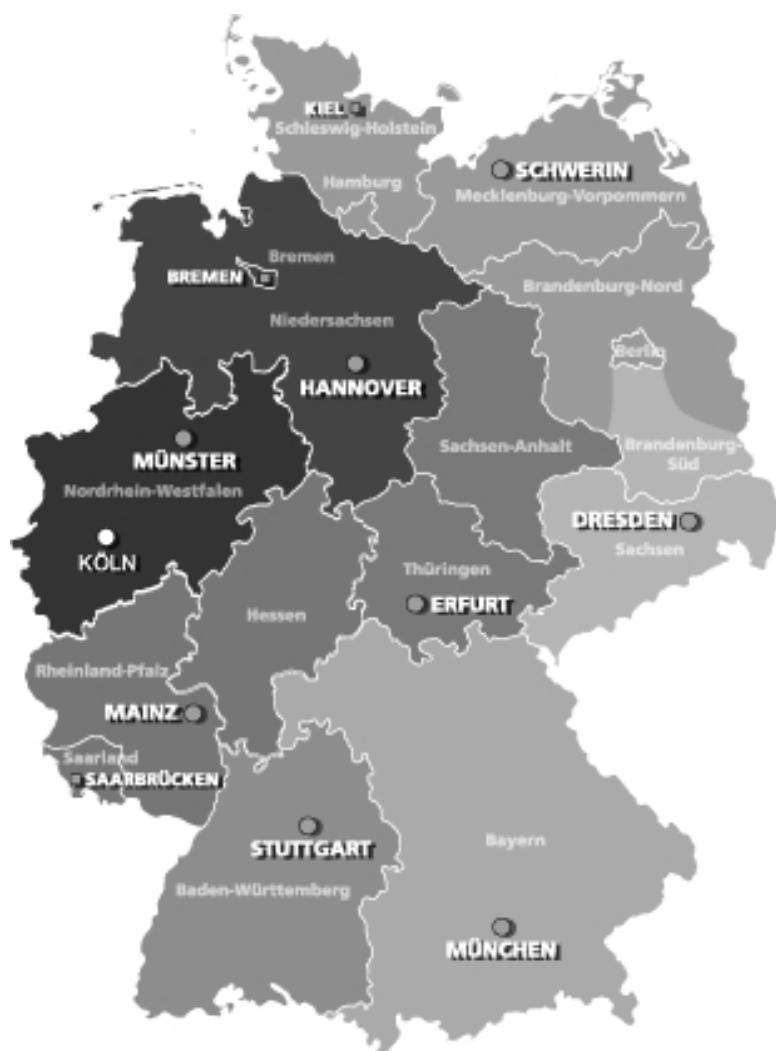 KIEL
Schleswig-Holstein
SCHWERIN
Hamburg
Mecklenburg-Vorpommern
Bremen
BREMEN
Brandenburg-Nord
Niedersachsen
Berlin
HANNOVER
Sachsen-Anhalt
Brandenburg-
Süd
MÜNSTER
Nordrhein-Westfalen
DRESDEN
Sachsen
KÖLN
Thüringen
ERFURT
Hessen
Rheinland-Pfalz
MAINZ
Saarland
SAARBRÜCKEN
STUTTGART
Bayern
Baden-Württemberg
MÜNCHEN